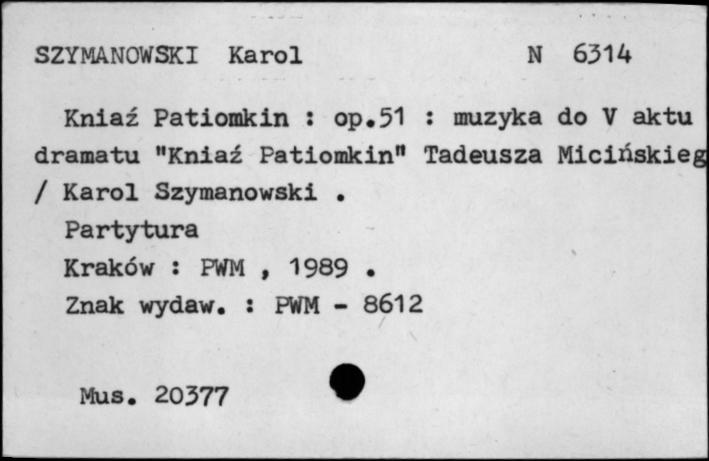 SZYMANOWSKI Karol N 6314
Kniaź Patiomkin : op.51 : muzyka do V aktu
dramatu "Kniaź Patiomkin" Tadeusza Micińskieg
/ Karol Szymanowski .
Partytura
Kraków : PWM , 1989 .
Znak wydaw. : PWM - 8612
Mus. 20377